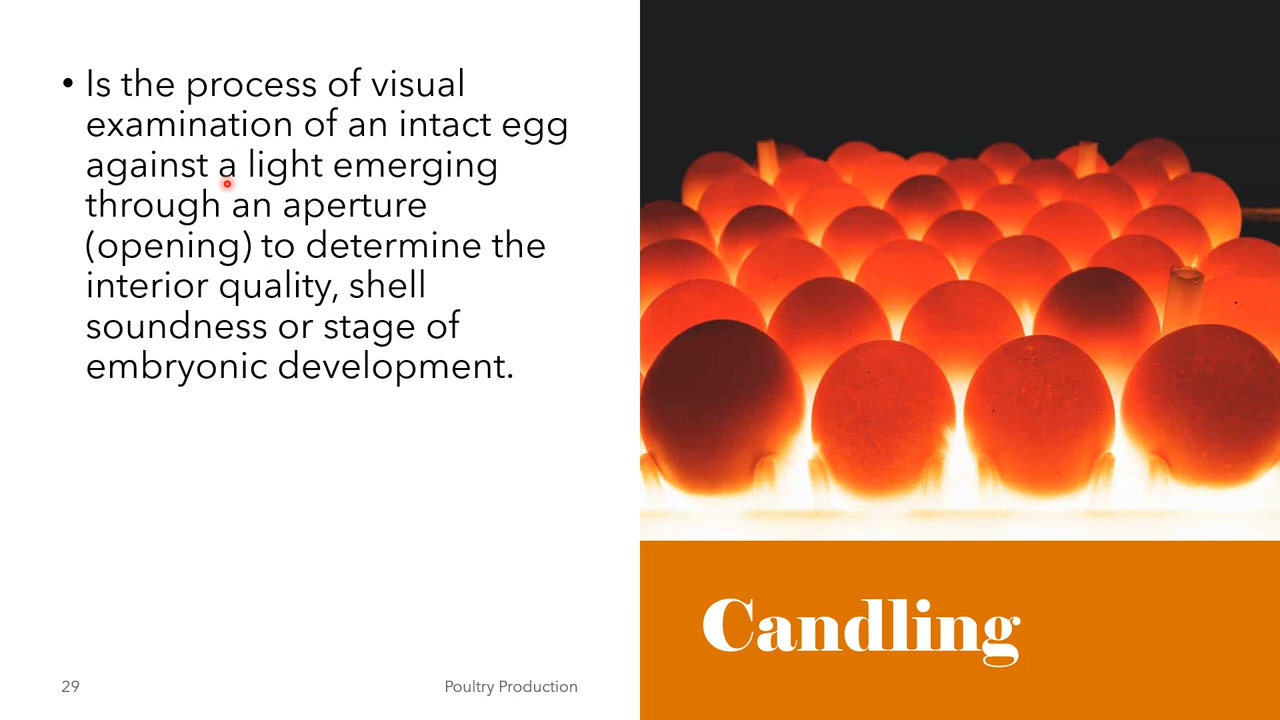 • Is the process of visual
examination of an intact egg
against a light emerging
through an aperture
(opening) to determine the
interior quality, shell
soundness or stage of
embryonic development.
Candling
29
Poultry Production